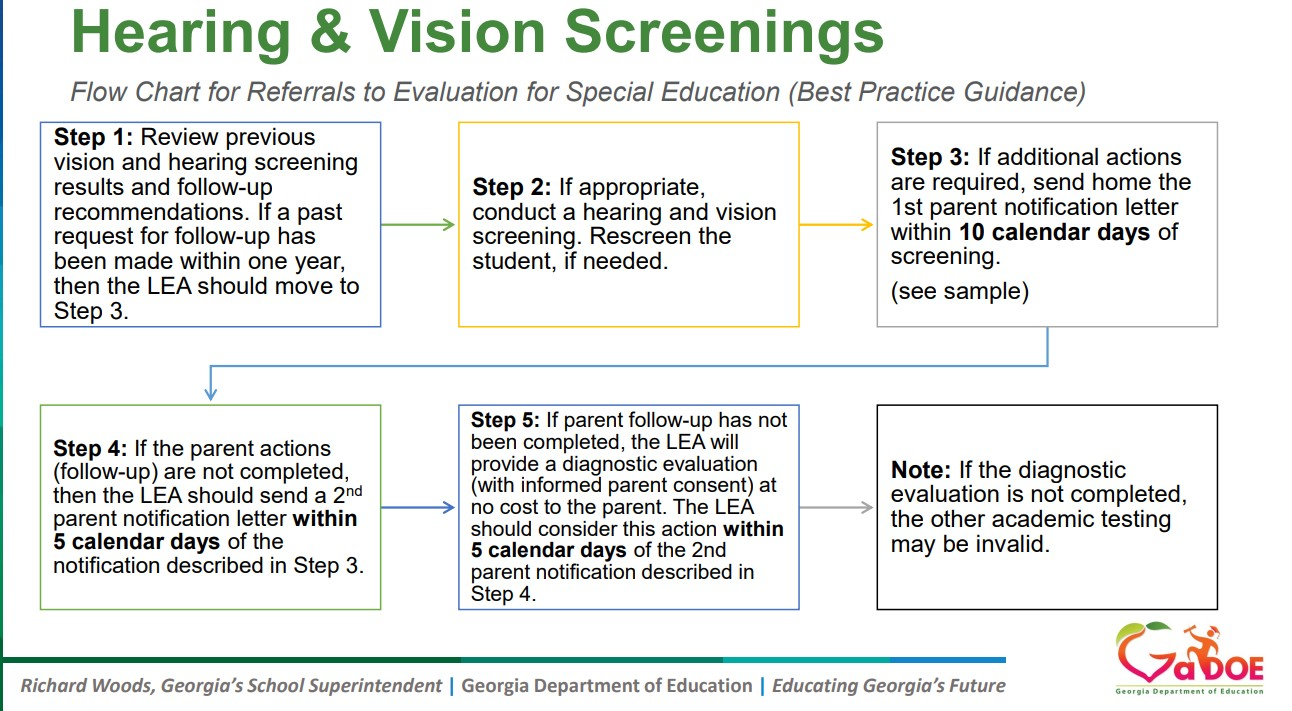 Hearing & Vision Screenings
Flow Chart for Referrals to Evaluation for Special Education (Best Practice Guidance)
Step 1: Review previous
vision and hearing screening
results and follow-up
recommendations. If a past
request for follow-up has
been made within one year,
then the LEA should move to
Step 3.
Step 2: If appropriate,
conduct a hearing and vision
screening. Rescreen the
student, if needed.
Step 3: If additional actions
are required, send home the
1st parent notification letter
within 10 calendar days of
screening.
(see sample)
Step 4: If the parent actions
(follow-up) are not completed,
then the LEA should send a 2nd
parent notification letter within
5 calendar days of the
notification described in Step 3.
Step 5: If parent follow-up has not
been completed, the LEA will
provide a diagnostic evaluation
(with informed parent consent) at
no cost to the parent. The LEA
should consider this action within
5 calendar days of the 2nd
parent notification described in
Step 4.
Note: If the diagnostic
evaluation is not completed,
the other academic testing
may be invalid.
Richard Woods, Georgia's School Superintendent | Georgia Department of Education | Educating Georgia's Future
GaDOE
Georgia Department of Education